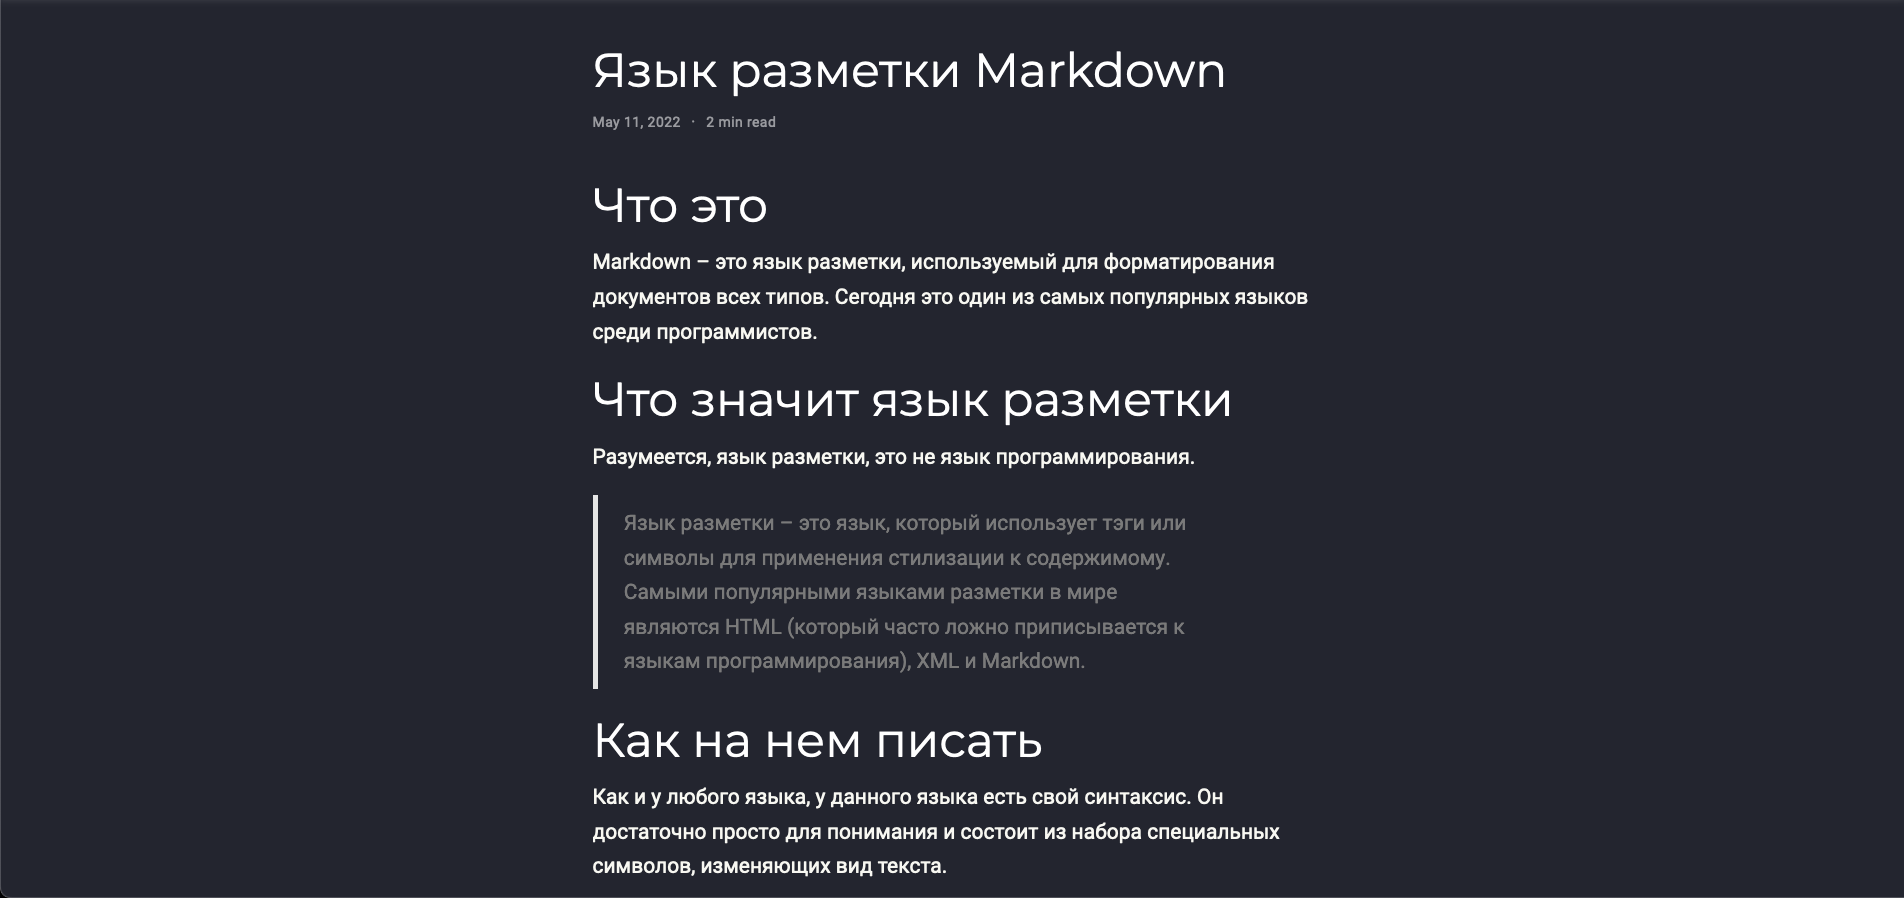 Язык разметки Markdown
May 11, 2022 · 2 min read
Что это
Markdown – это язык разметки, используемый для форматирования
документов всех типов. Сегодня это один из самых популярных языков
среди программистов.
Что значит язык разметки
Разумеется, язык разметки, это не язык программирования.
Язык разметки – это язык, который использует тэги или
символы для применения стилизации к содержимому.
Самыми популярными языками разметки в мире
являются HTML (который часто ложно приписывается к
языкам программирования), XML и Markdown.
Как на нем писать
Как и у любого языка, у данного языка есть свой синтаксис. Он
достаточно просто для понимания и состоит из набора специальных
символов, изменяющих вид текста.